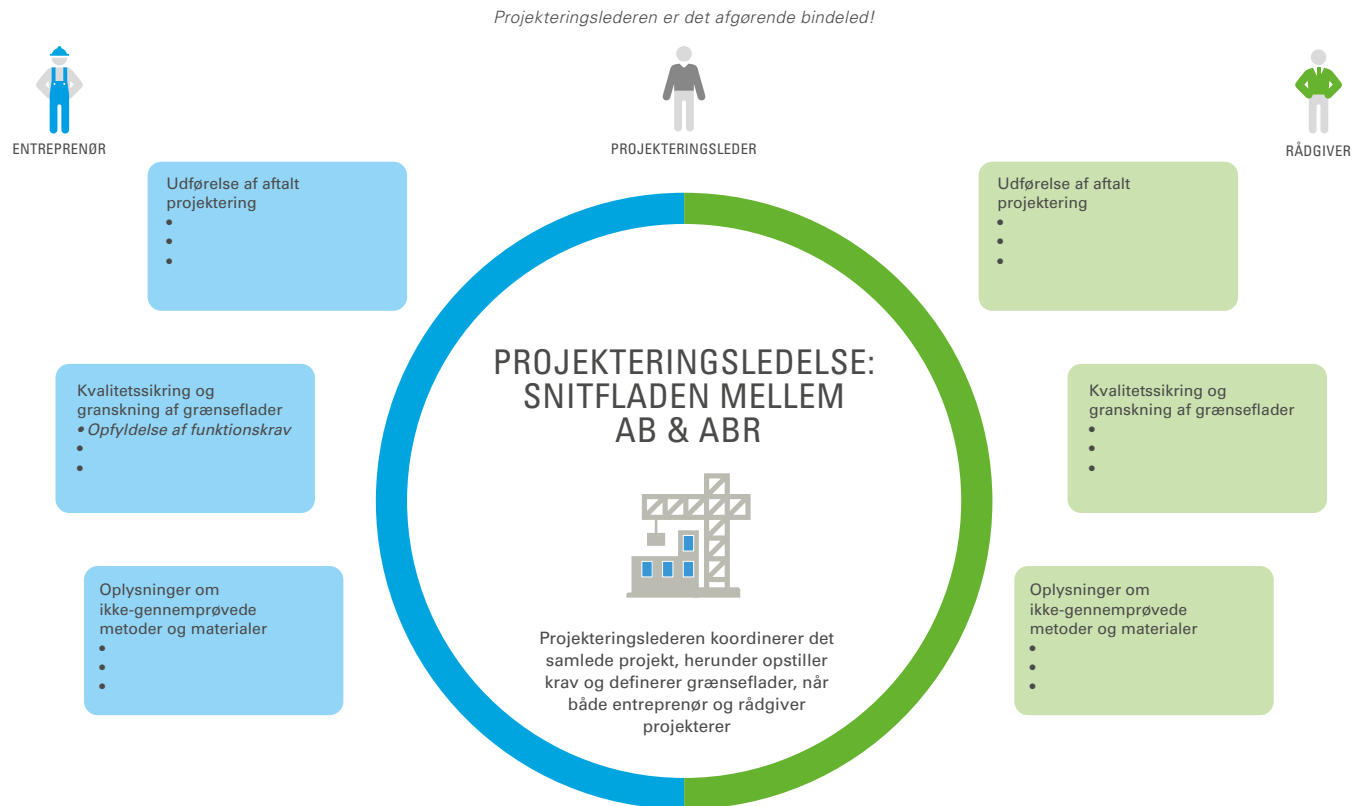 Projekteringslederen er det afgørende bindeled!
ENTREPRENØR
PROJEKTERINGSLEDER
RÅDGIVER
Udførelse af aftalt
projektering
•
•
•
Kvalitetssikring og
granskning af grænseflader
• Opfyldelse af funktionskrav
•
•
Oplysninger om
ikke-gennemprøvede
metoder og materialer
•
•
•
PROJEKTERINGSLEDELSE:
SNITFLADEN MELLEM
AB & ABR
Projekteringslederen koordinerer det
samlede projekt, herunder opstiller
krav og definerer grænseflader, når
både entreprenør og rådgiver
projekterer
Udførelse af aftalt
projektering
•
•
•
Kvalitetssikring og
granskning af grænseflader
•
•
•
Oplysninger om
ikke-gennemprøvede
metoder og materialer
•
•
•